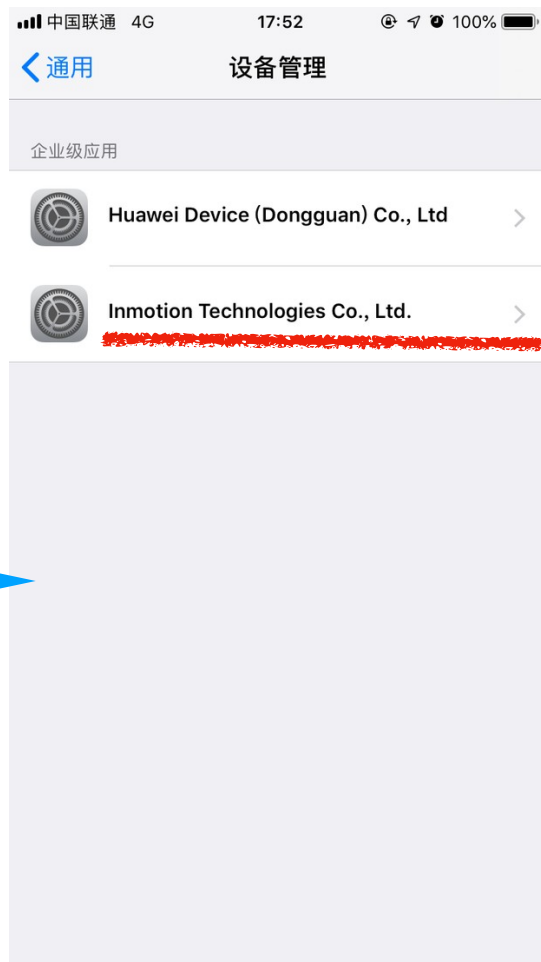 中国联通 4G 17:52 100%
通用 设备管理
企业级应用
Huawei Device (Dongguan) Co., Ltd
Inmotion Technologies Co., Ltd.